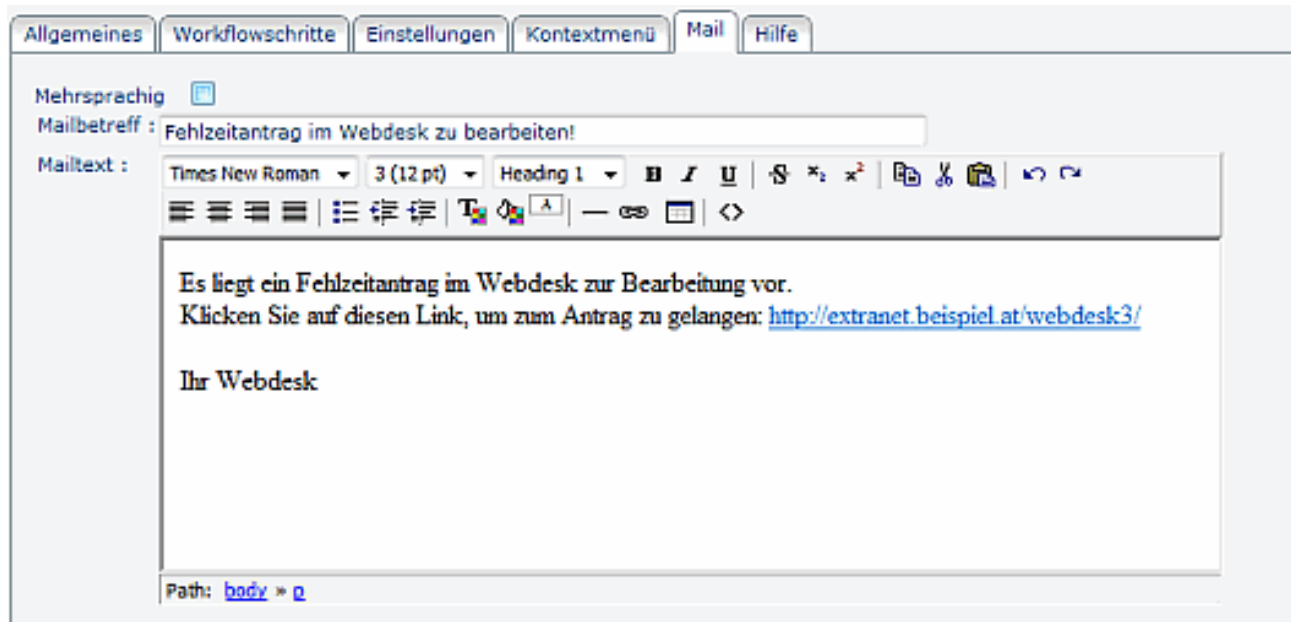 Allgemeines Workflowschritte Einstellungen Kontextmenü Mail Hilfe
Mehrsprachig
Mailbetreff : Fehlzeitantrag im Webdesk zu bearbeiten!
Mailtext : Times New Roman 3 (12 pt) Heading 1 B I U S x₂ x²
T A
Es liegt ein Fehlzeitantrag im Webdesk zur Bearbeitung vor.
Klicken Sie auf diesen Link, um zum Antrag zu gelangen: http://extranet.beispiel.at/webdesk3/
Ihr Webdesk
Path: body » p